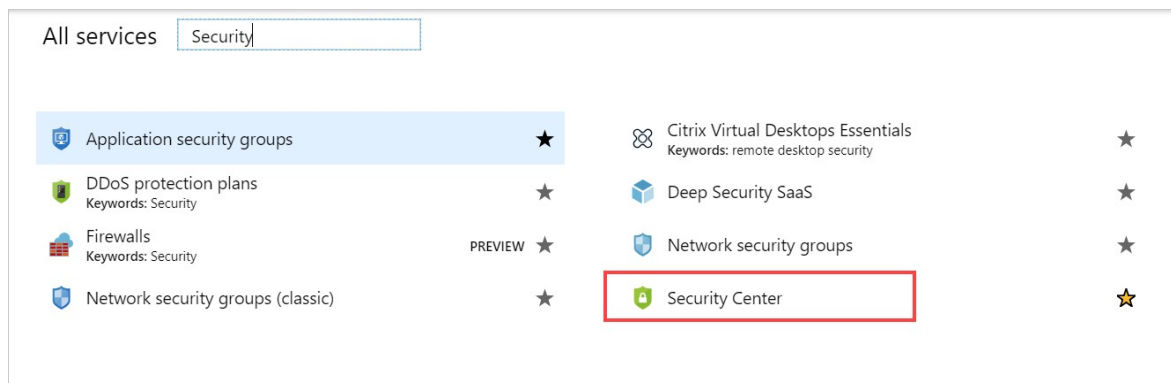 All services
Security
Application security groups
DDoS protection plans
Keywords: Security
Firewalls
Keywords: Security
PREVIEW
Network security groups (classic)
Citrix Virtual Desktops Essentials
Keywords: remote desktop security
Deep Security SaaS
Network security groups
Security Center